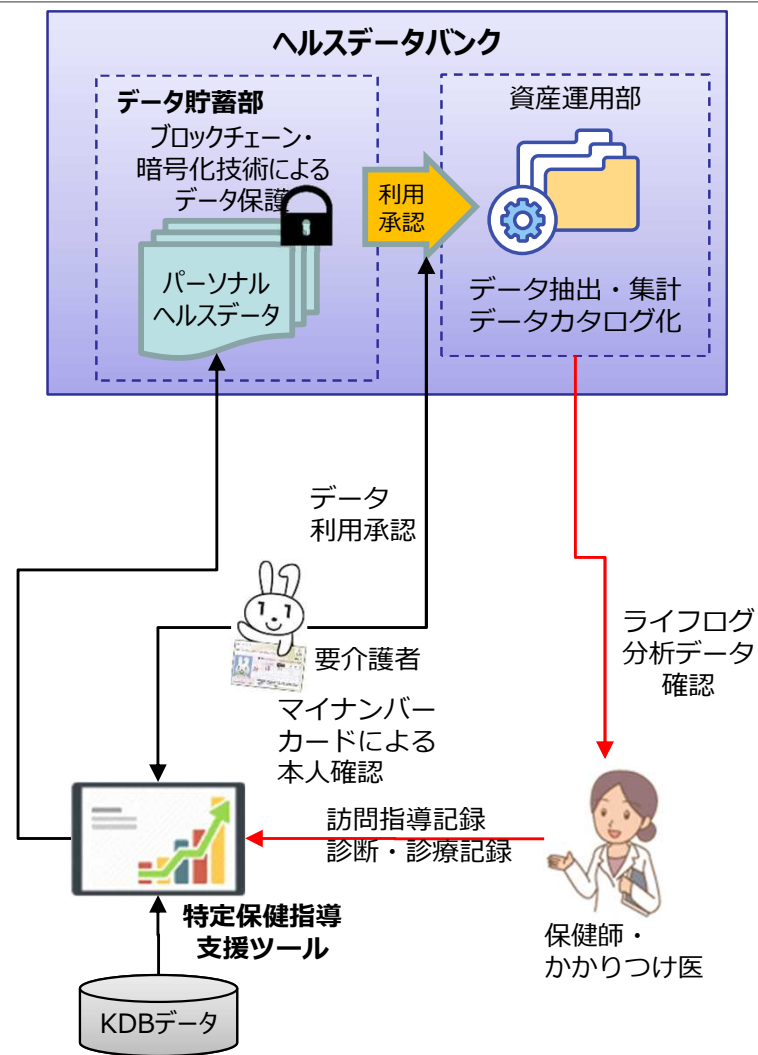 ヘルスデータバンク
データ貯蓄部
ブロックチェーン・
暗号化技術による
データ保護
パーソナル
ヘルスデータ
利用
承認
資産運用部
データ抽出・集計
データカタログ化
データ
利用承認
要介護者
マイナンバー
カードによる
本人確認
ライフログ
分析データ
確認
訪問指導記録
診断・診療記録
特定保健指導
支援ツール
保健師・
かかりつけ医
KDBデータ